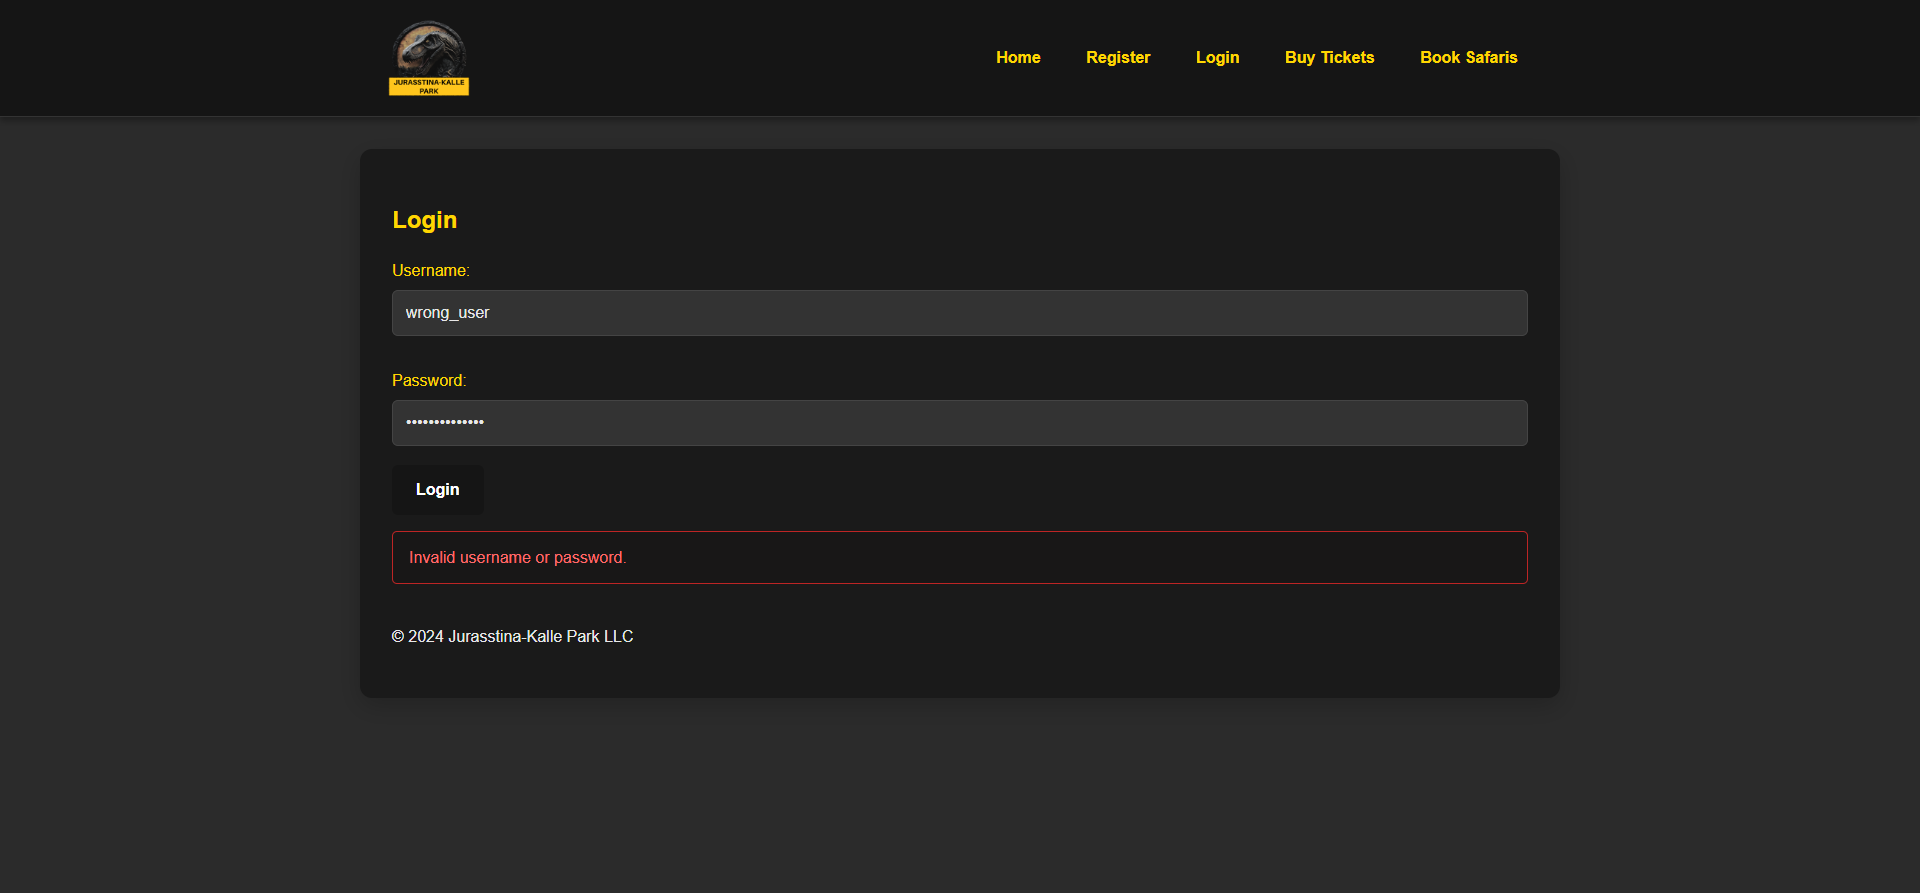 JURASSTINA-KALLE
PARK
Home
Register
Login
Buy Tickets
Book Safaris
Login
Username:
wrong_user
Password:
••••••••••••••
Login
Invalid username or password.
© 2024 Jurasstina-Kalle Park LLC